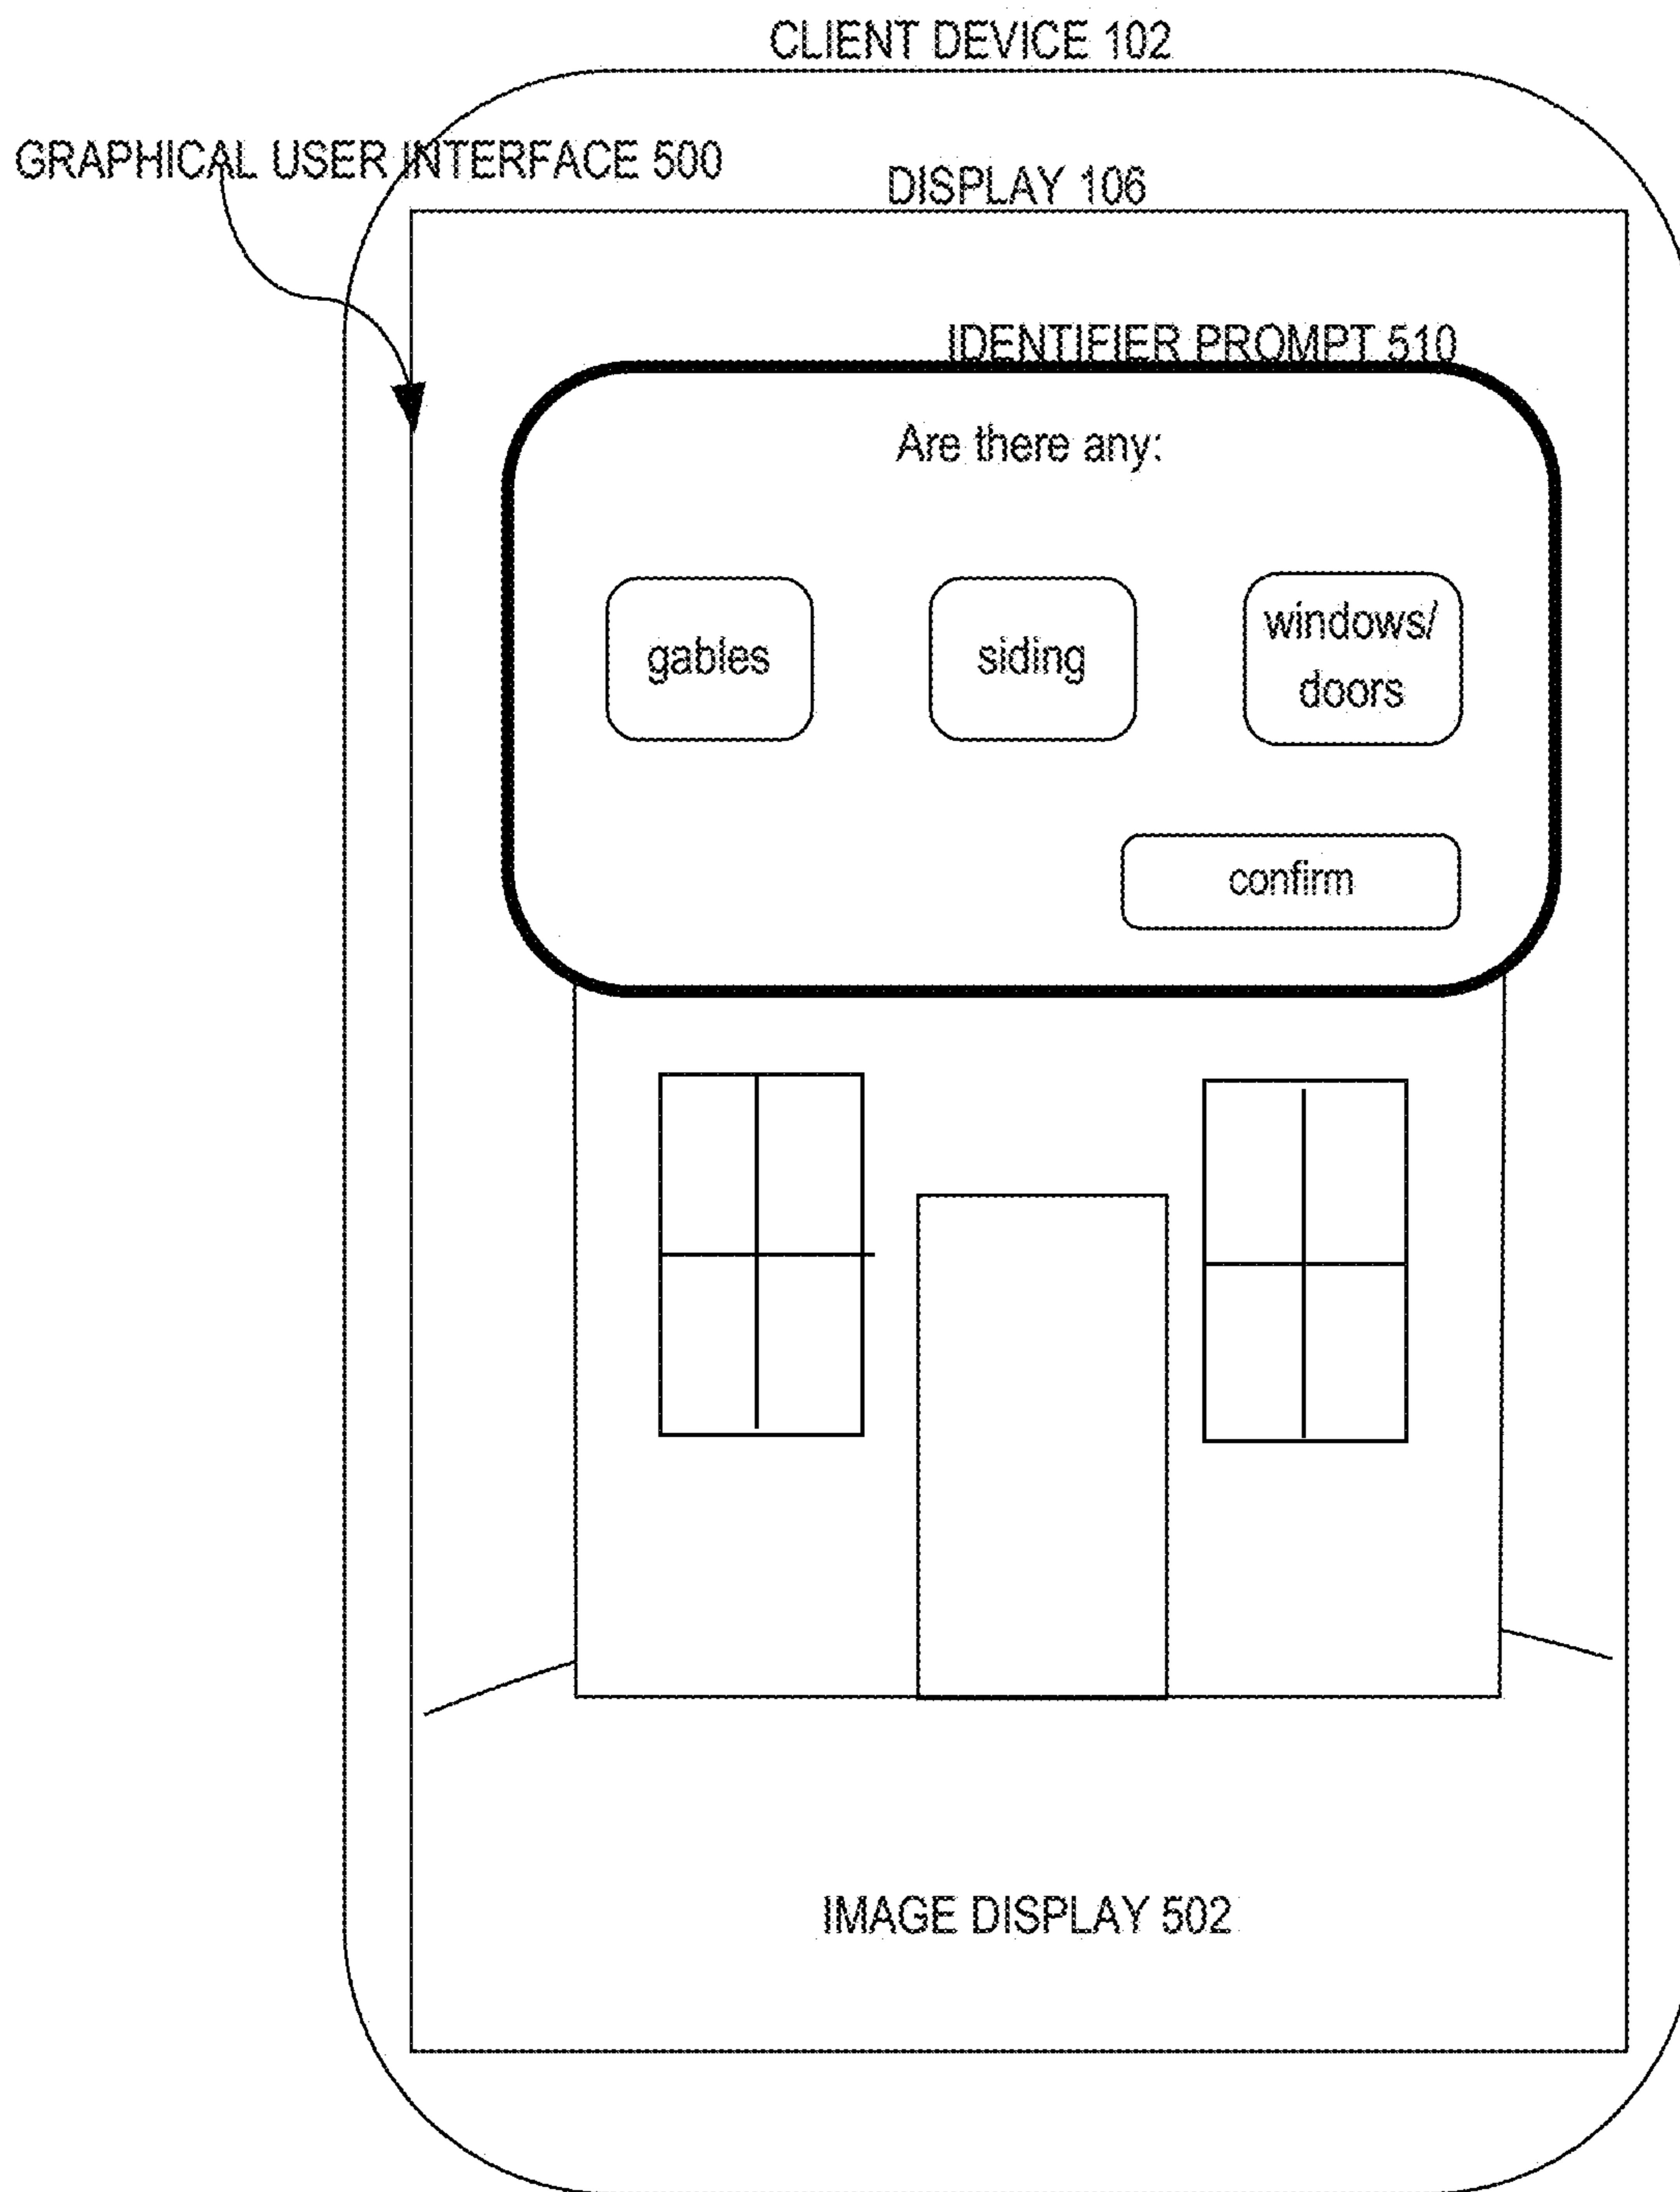 CLIENT DEVICE 102
GRAPHICAL USER INTERFACE 500
DISPLAY 106
IDENTIFIER PROMPT 510
Are there any:
gables
siding
windows/
doors
confirm
IMAGE DISPLAY 502